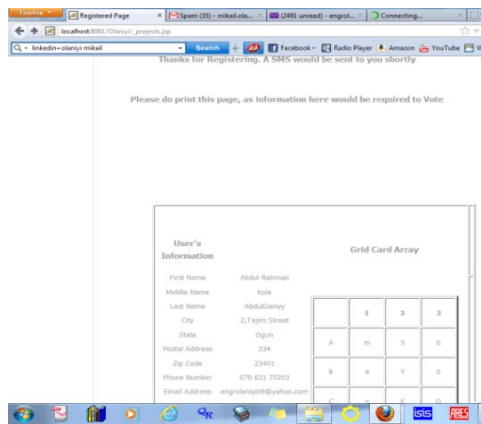 Firefox
Registered Page
Spam (35) - mikail.ola...
(2491 unread) - engrol...
Connecting...
localhost:8081/Olaniyi/_projects.jsp
linkedin+olaniyi mikail
Search
Facebook
Radio Player
Amazon
YouTube
Thanks for Registering. A SMS would be sent to you shortly
Please do print this page, as information here would be required to Vote
User's Information
Grid Card Array
First Name Abdul Rahman
Middle Name kola
Last Name AbdulGaniyy
City 2,Tejim Street
State Ogun
Postal Address 234
Zip Code 23401
Phone Number 070 621 75203
Email Address engrolaniyi09@yahoo.com
1 2 3
A m 5 b
B a Y 0
C
ISIS
ARES